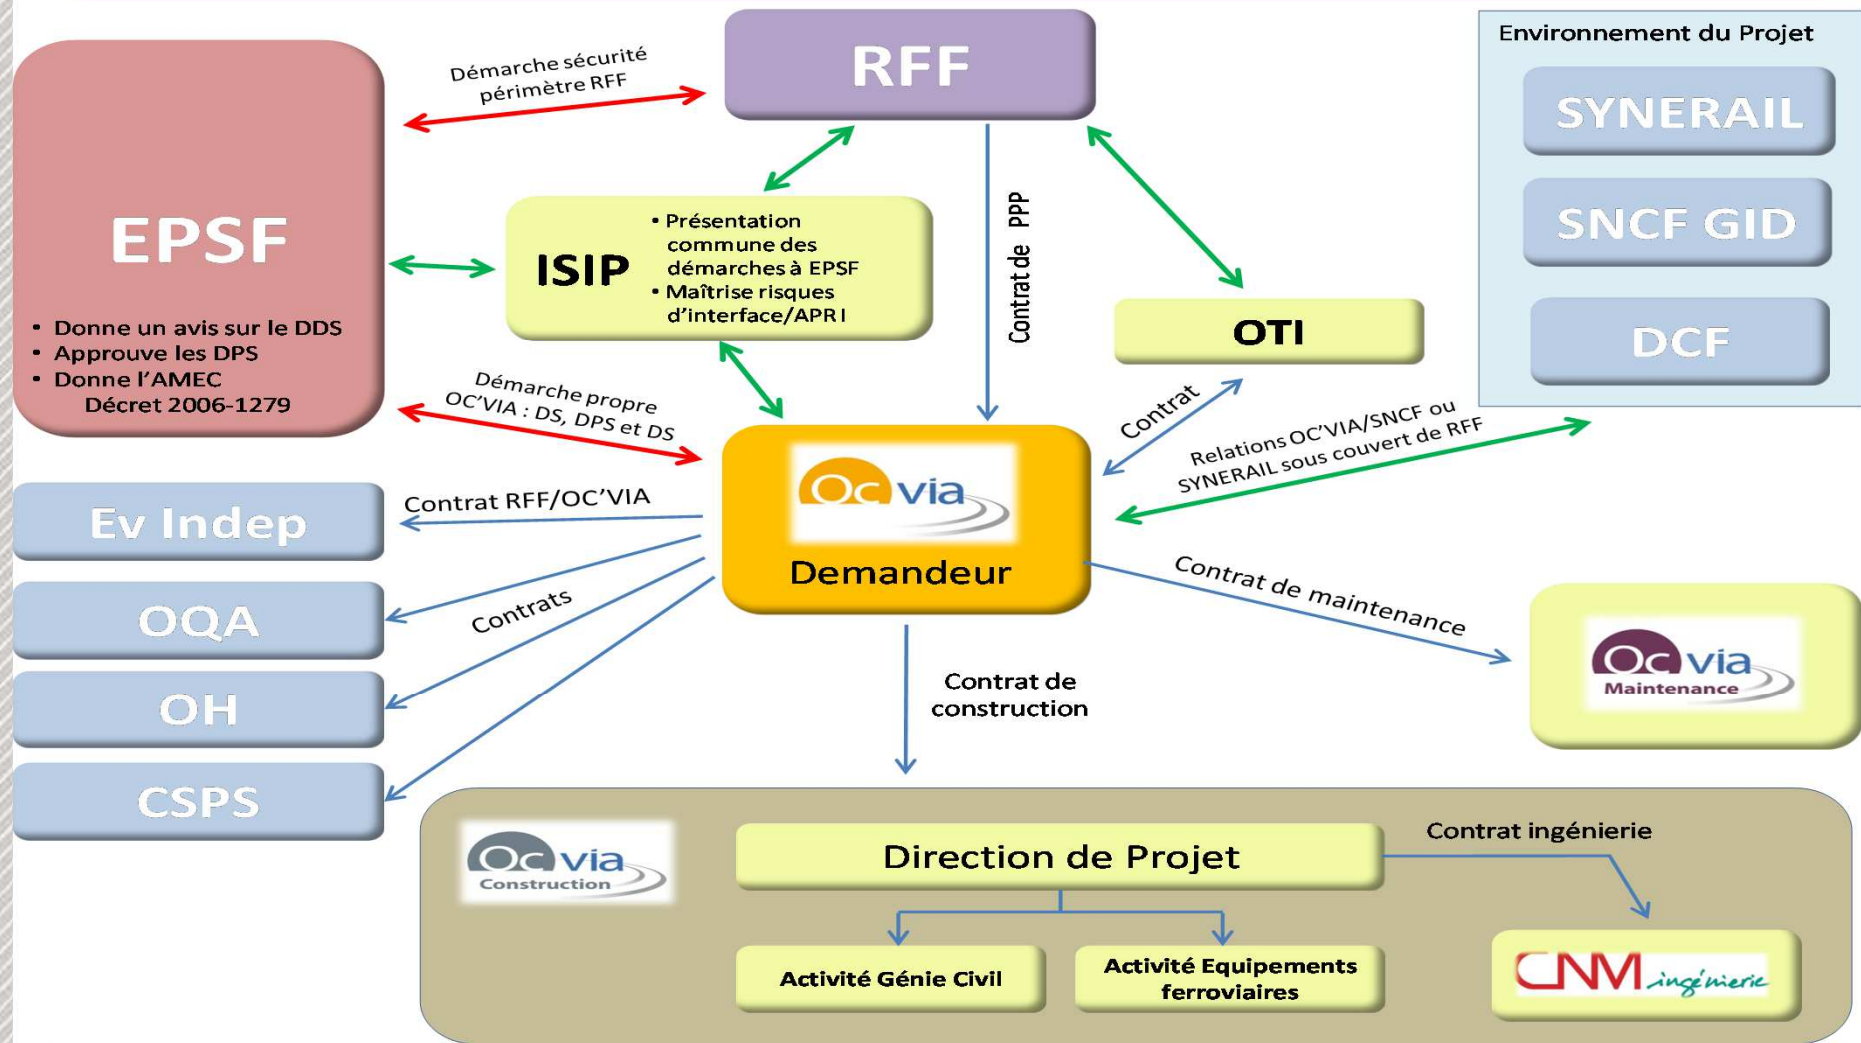 RFF
Environnement du Projet
SYNERAIL
SNCF GID
DCF
Démarche sécurité
périmètre RFF
EPSF
• Donne un avis sur le DDS
• Approuve les DPS
• Donne l'AMEC
Décret 2006-1279
ISIP
• Présentation
commune des
démarches à EPSF
• Maîtrise risques
d'interface/APRI
Contrat de PPP
OTI
Démarche propre
OC'VIA : DS, DPS et DS
Contrat
Relations OC'VIA/SNCF ou
SYNERAIL sous couvert de RFF
Oc via
Demandeur
Contrat RFF/OC'VIA
Ev Indep
OQA
OH
CSPS
Contrats
Contrat de maintenance
Oc via
Maintenance
Contrat de
construction
Oc via
Construction
Direction de Projet
Contrat ingénierie
Activité Génie Civil
Activité Equipements
ferroviaires
CNM ingénierie